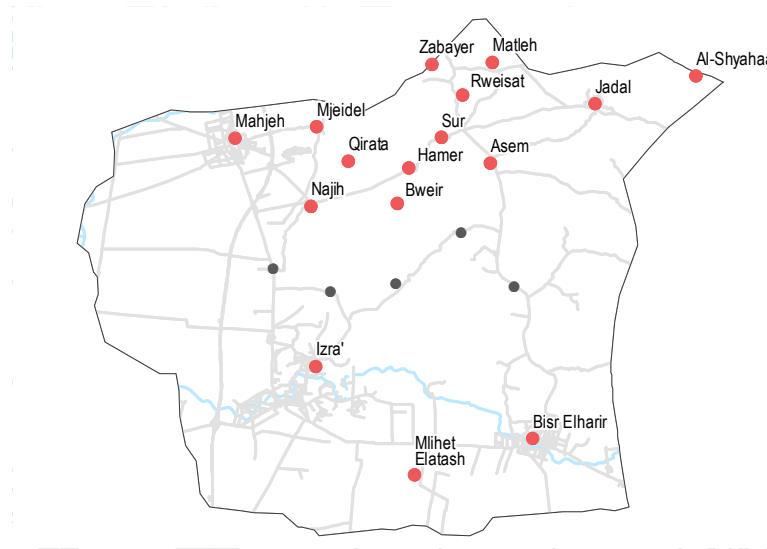 Zabayer
Matleh
Al-Shyahaa
Rweisat
Jadal
Mjeidel
Mahjeh
Sur
Qirata
Hamer
Asem
Najih
Bweir
Izra'
Bisr Elharir
Mlihet
Elatash